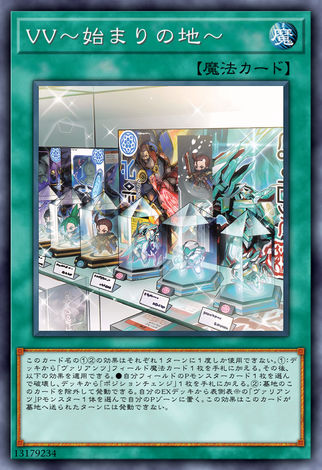 VV～始まりの地～
魔
【魔法カード】
このカード名の①②の効果はそれぞれ１ターンに１度しか使用できない。①：デ
ッキから「ヴァリアンツ」フィールド魔法カード１枚を手札に加える。その後、
以下の効果を適用できる。●自分フィールドのＰモンスターカード１枚を選ん
で破壊し、デッキから「ポジションチェンジ」１枚を手札に加える。②：墓地のこ
のカードを除外して発動できる。自分のＥＸデッキから表側表示の「ヴァリアン
ツ」Ｐモンスター１体を選んで自分のＰゾーンに置く。この効果はこのカードが
墓地へ送られたターンには発動できない。
13179234